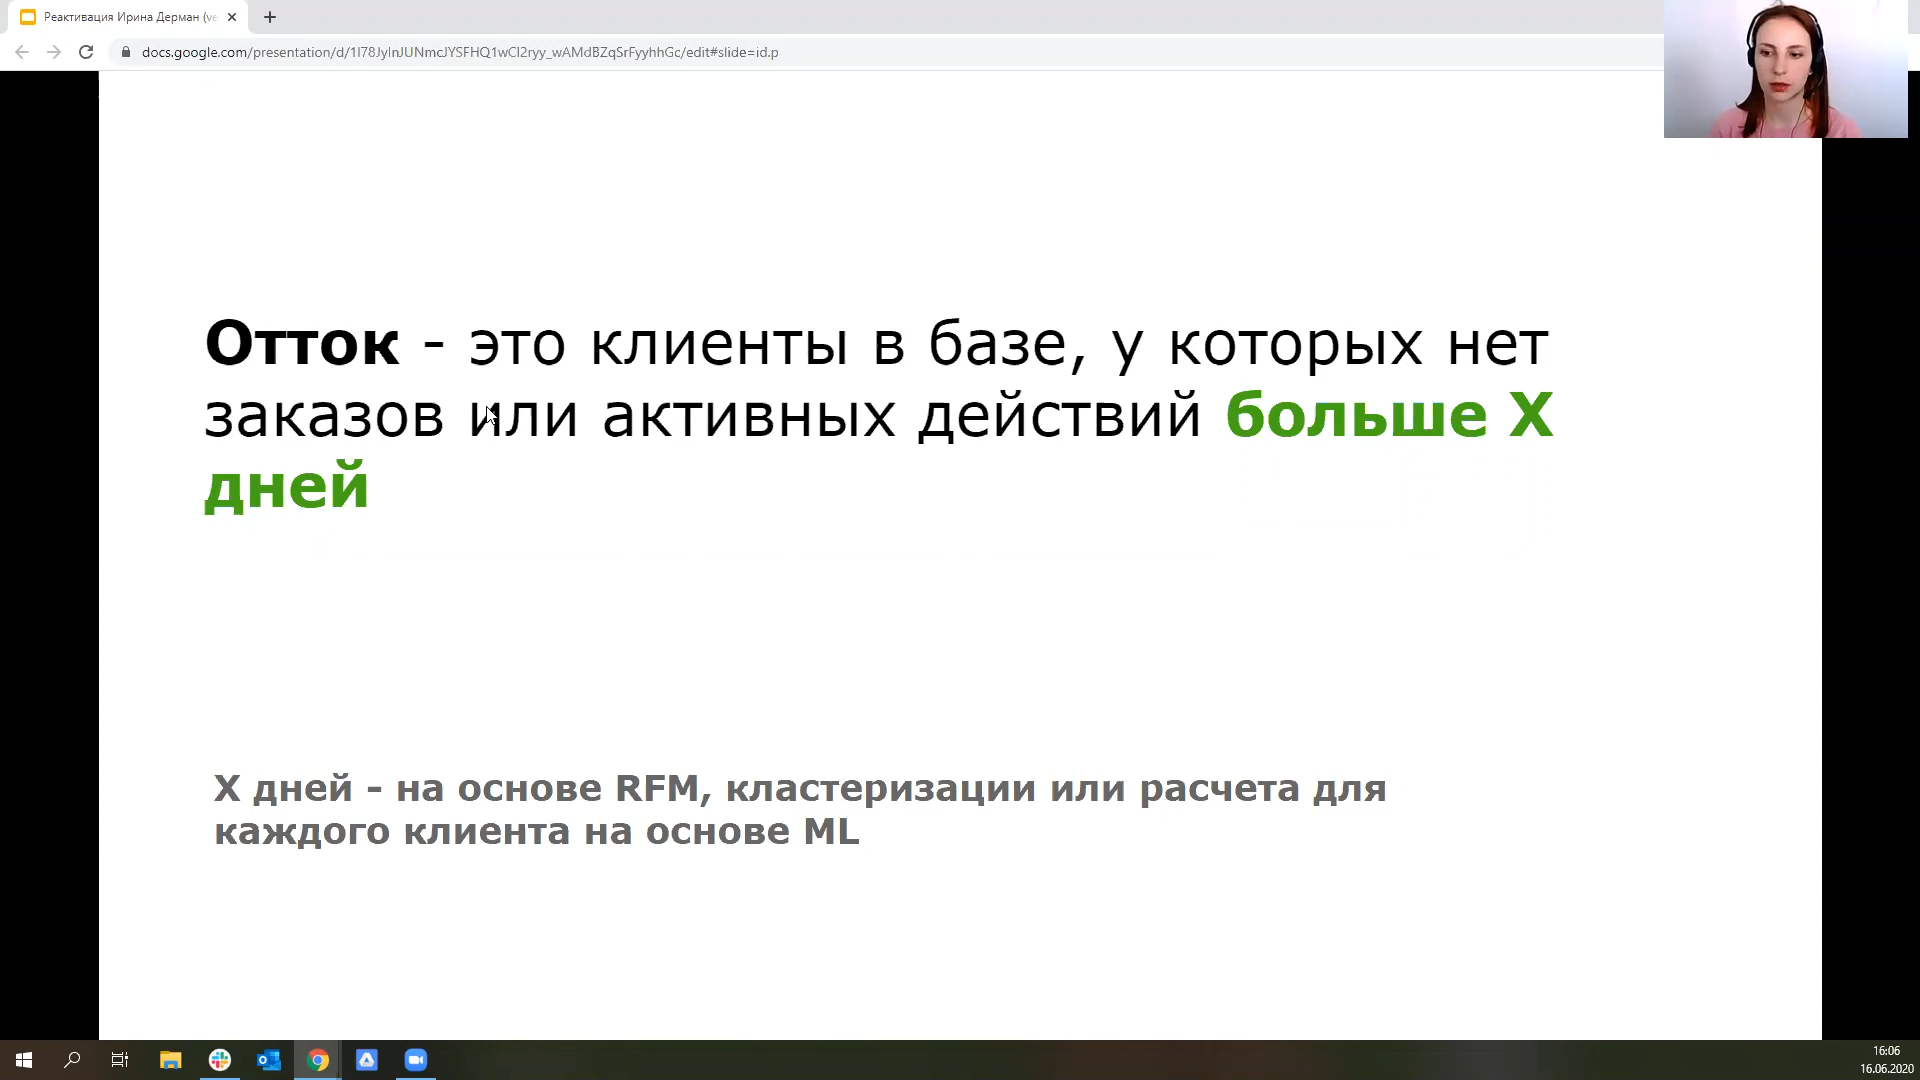 Реактивация Ирина Дерман (ve
docs.google.com/presentation/d/1I78JyInJUNmcJYSFHQ1wCl2ryy_wAMdBZqSrFyyhhGc/edit#slide=id.p
Отток - это клиенты в базе, у которых нет
заказов или активных действий больше X
дней
X дней - на основе RFM, кластеризации или расчета для
каждого клиента на основе ML
16:06
16.06.2020